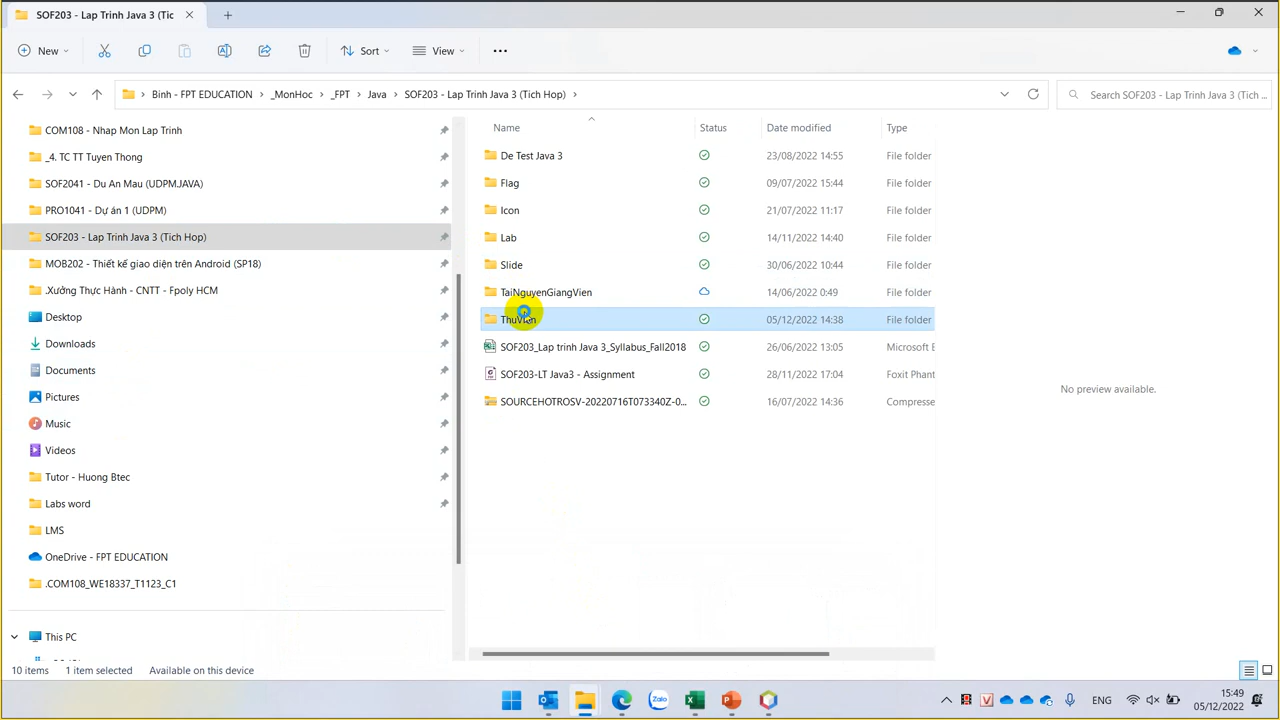 SOF203 - Lap Trinh Java 3 (Tic
New
Sort
View
Binh - FPT EDUCATION
_MonHoc
_FPT
Java
SOF203 - Lap Trinh Java 3 (Tich Hop)
Search SOF203 - Lap Trinh Java 3 (Tich ...
COM108 - Nhap Mon Lap Trinh
_4. TC TT Tuyen Thong
SOF2041 - Du An Mau (UDPM.JAVA)
PRO1041 - Dự án 1 (UDPM)
SOF203 - Lap Trinh Java 3 (Tich Hop)
MOB202 - Thiết kế giao diện trên Android (SP18)
.Xưởng Thực Hành - CNTT - Fpoly HCM
Desktop
Downloads
Documents
Pictures
Music
Videos
Tutor - Huong Btec
Labs word
LMS
OneDrive - FPT EDUCATION
.COM108_WE18337_T1123_C1
This PC
Name Status Date modified Type
De Test Java 3 23/08/2022 14:55 File folder
Flag 09/07/2022 15:44 File folder
Icon 21/07/2022 11:17 File folder
Lab 14/11/2022 14:40 File folder
Slide 30/06/2022 10:44 File folder
TaiNguyenGiangVien 14/06/2022 0:49 File folder
ThuVien 05/12/2022 14:38 File folder
SOF203_Lap trinh Java 3_Syllabus_Fall2018 26/06/2022 13:05 Microsoft E
SOF203-LT Java3 - Assignment 28/11/2022 17:04 Foxit Phant
SOURCEHOTROSV-20220716T073340Z-0... 16/07/2022 14:36 Compresse
No preview available.
10 items 1 item selected Available on this device
Zalo
ENG
15:49
05/12/2022